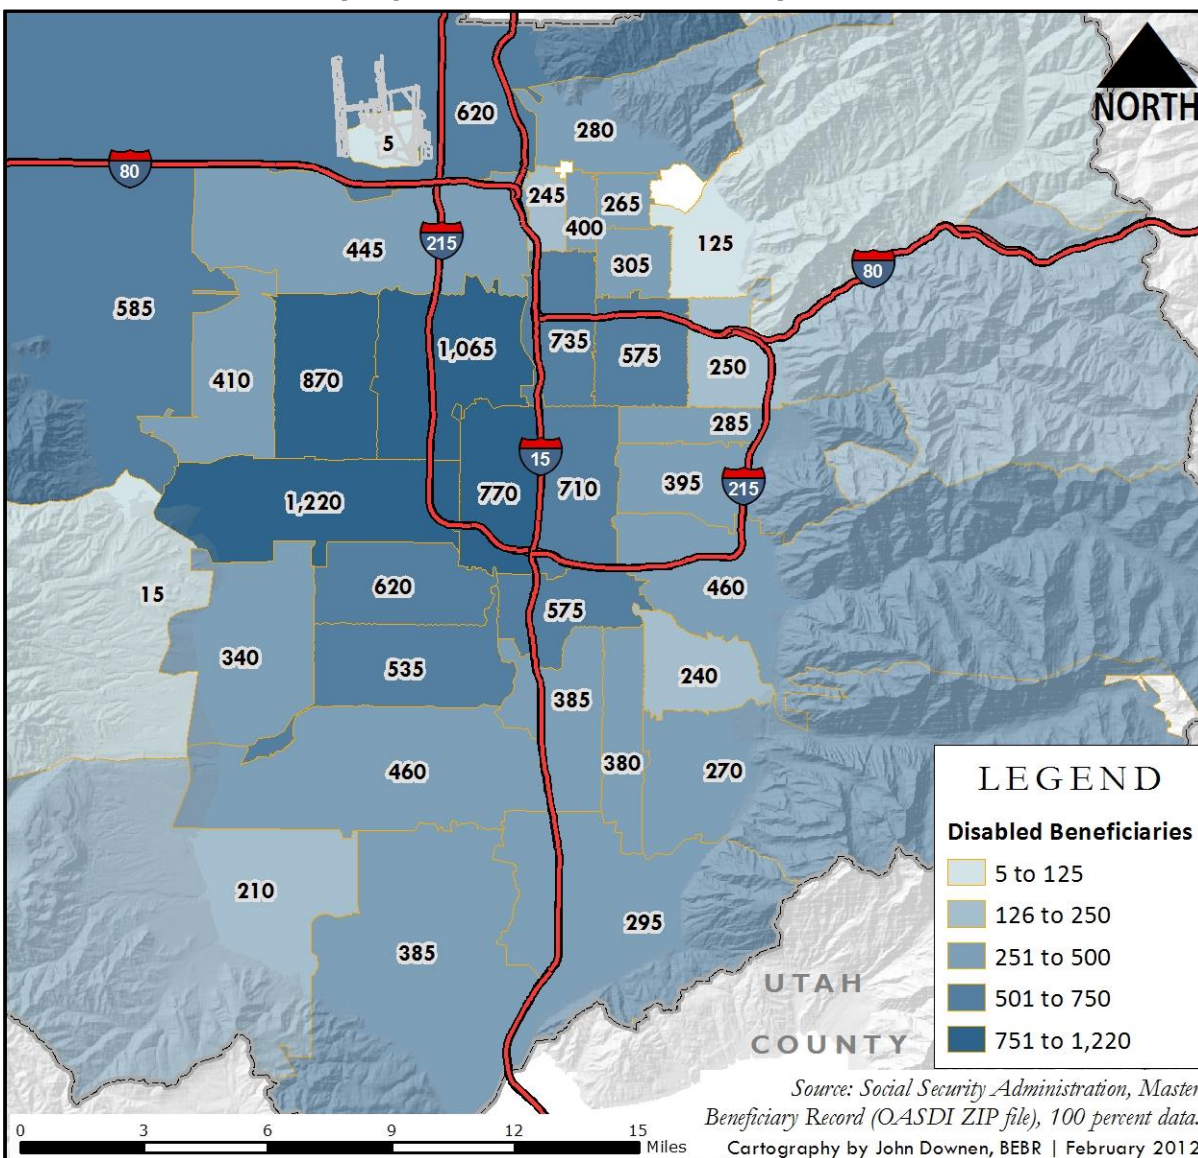 NORTH
620
280
5
80
245
265
400
445
215
125
305
80
585
1,065
735
575
250
410
870
285
15
395
215
770
710
1,220
15
620
575
460
340
535
385
240
460
380
270
210
385
295
LEGEND
Disabled Beneficiaries
5 to 125
126 to 250
251 to 500
501 to 750
751 to 1,220
UTAH
COUNTY
Source: Social Security Administration, Master
Beneficiary Record (OASDI ZIP file), 100 percent data.
Cartography by John Downen, BEBR | February 2012
0 3 6 9 12 15
Miles